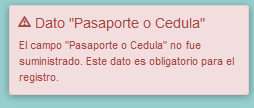 Dato "Pasaporte o Cedula"
El campo "Pasaporte o Cedula" no fue
suministrado. Este dato es obligatorio para el
registro.